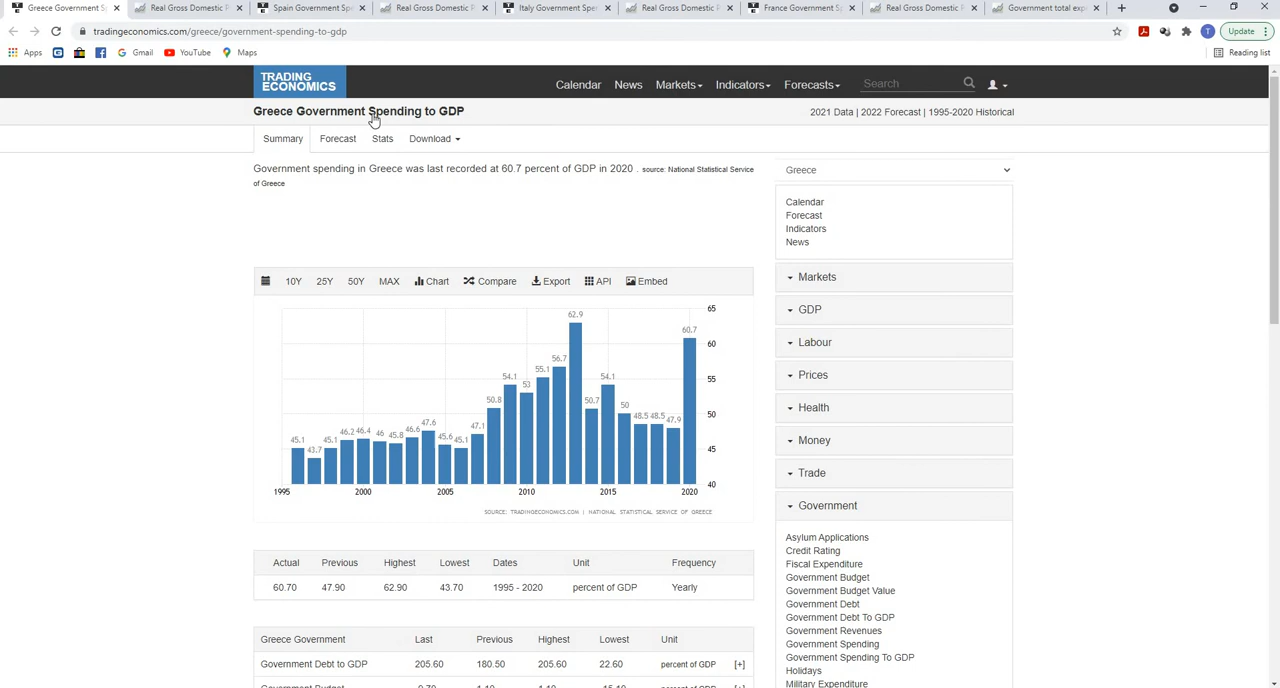 Greece Government S
Real Gross Domestic P
Spain Government Spe
Real Gross Domestic P
Italy Government Spen
Real Gross Domestic P
France Government Sp
Real Gross Domestic P
Government total expe
tradingeconomics.com/greece/government-spending-to-gdp
T
Update
Apps
Gmail
YouTube
Maps
Reading list
TRADING
ECONOMICS
Calendar
News
Markets
Indicators
Forecasts
Search
Greece Government Spending to GDP
2021 Data | 2022 Forecast | 1995-2020 Historical
Summary
Forecast
Stats
Download
Government spending in Greece was last recorded at 60.7 percent of GDP in 2020 . source: National Statistical Service
of Greece
Greece
Calendar
Forecast
Indicators
News
10Y
25Y
50Y
MAX
Chart
Compare
Export
API
Embed
Markets
GDP
Labour
Prices
Health
Money
Trade
Government
45.1
43.7
45.1
46.2
46.4
46
45.8
46.6
47.6
45.6
45.1
47.1
50.8
54.1
53
55.1
56.7
62.9
50.7
54.1
50
48.5
48.5
47.9
60.7
65
60
55
50
45
40
1995
2000
2005
2010
2015
2020
SOURCE: TRADINGECONOMICS.COM | NATIONAL STATISTICAL SERVICE OF GREECE
Actual Previous Highest Lowest Dates Unit Frequency
60.70 47.90 62.90 43.70 1995 - 2020 percent of GDP Yearly
Greece Government Last Previous Highest Lowest Unit
Government Debt to GDP 205.60 180.50 205.60 22.60 percent of GDP [+]
Asylum Applications
Credit Rating
Fiscal Expenditure
Government Budget
Government Budget Value
Government Debt
Government Debt To GDP
Government Revenues
Government Spending
Government Spending To GDP
Holidays
Military Expenditure